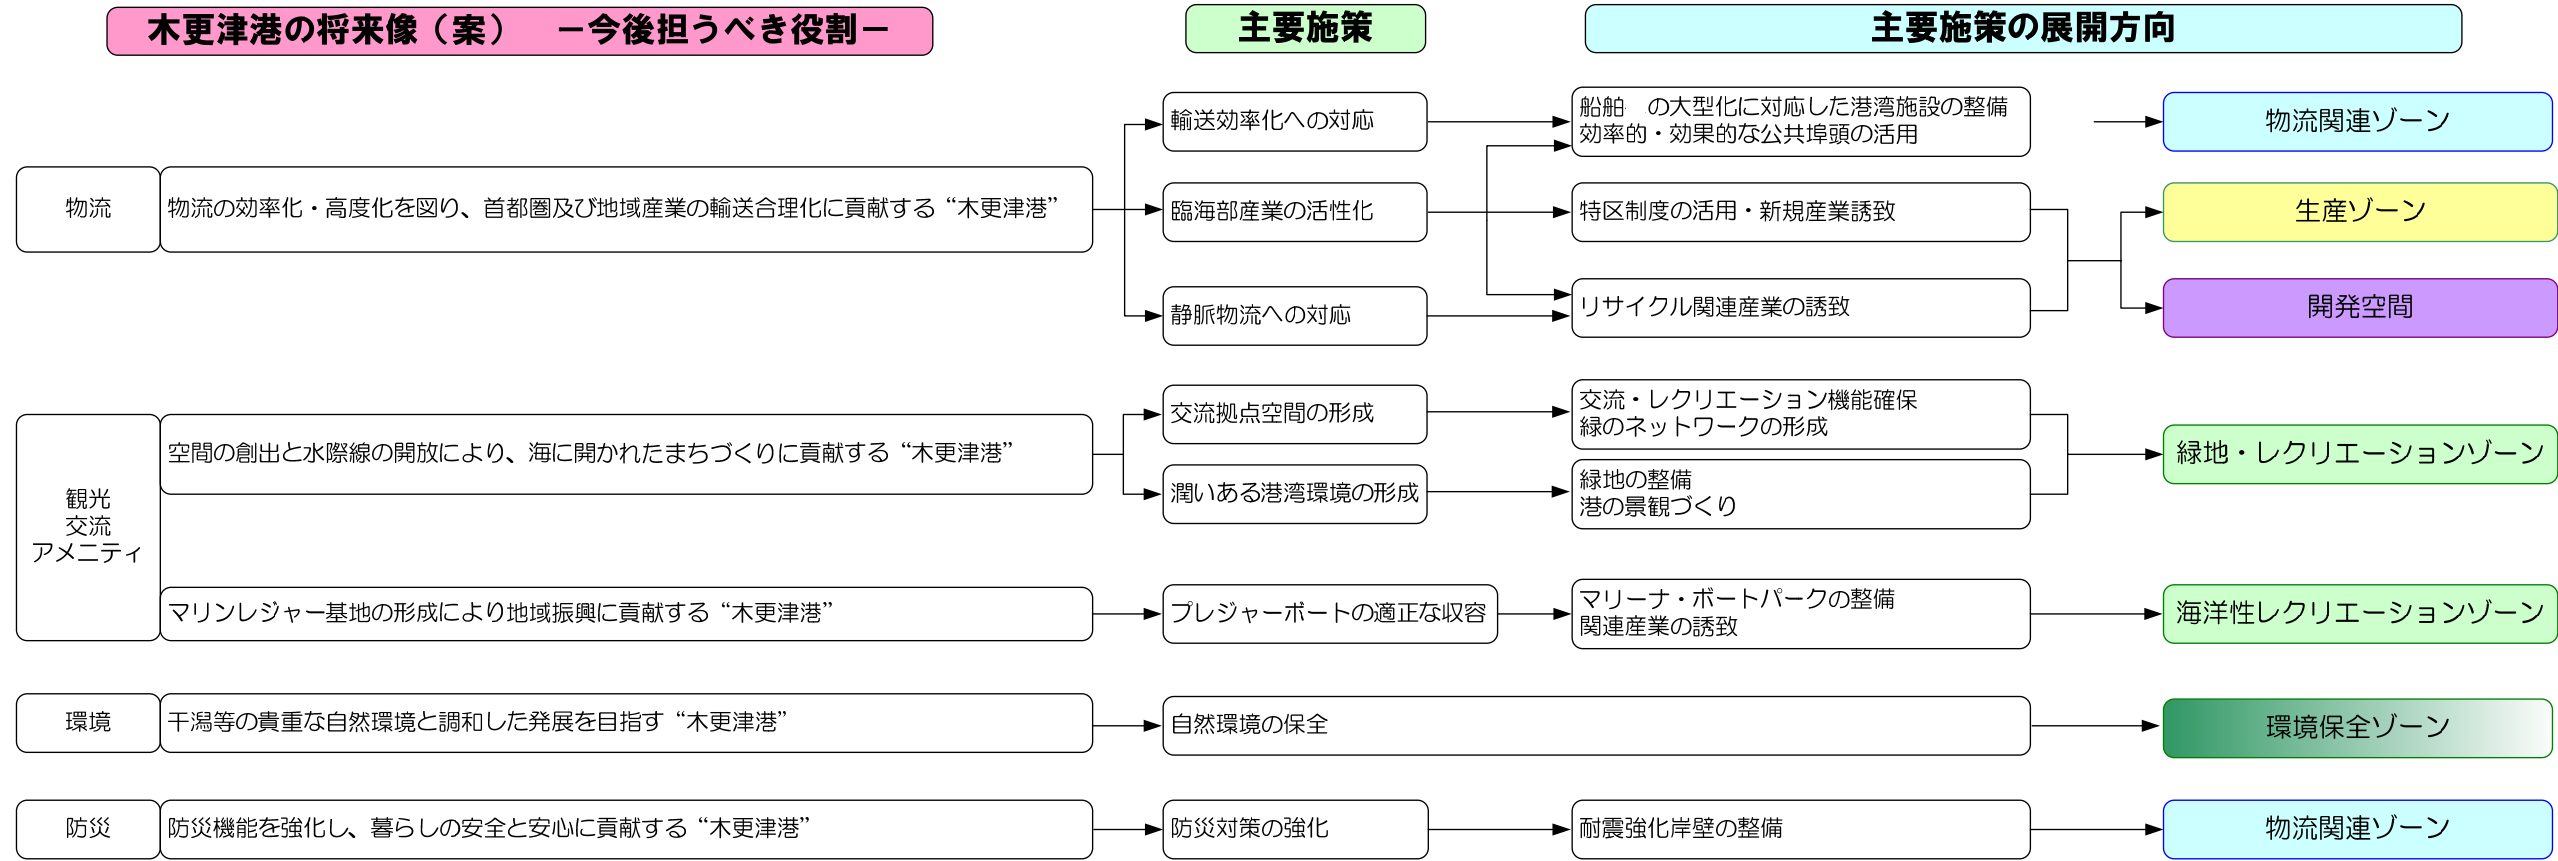 木更津港の将来像（案）　－今後担うべき役割－
主要施策
主要施策の展開方向
物流
物流の効率化・高度化を図り、首都圏及び地域産業の輸送合理化に貢献する“木更津港”
輸送効率化への対応
臨海部産業の活性化
静脈物流への対応
船舶　の大型化に対応した港湾施設の整備
効率的・効果的な公共埠頭の活用
特区制度の活用・新規産業誘致
リサイクル関連産業の誘致
物流関連ゾーン
生産ゾーン
開発空間
観光
交流
アメニティ
空間の創出と水際線の開放により、海に開かれたまちづくりに貢献する“木更津港”
交流拠点空間の形成
潤いある港湾環境の形成
交流・レクリエーション機能確保
緑のネットワークの形成
緑地の整備
港の景観づくり
緑地・レクリエーションゾーン
マリンレジャー基地の形成により地域振興に貢献する“木更津港”
プレジャーボートの適正な収容
マリーナ・ボートパークの整備
関連産業の誘致
海洋性レクリエーションゾーン
環境
干潟等の貴重な自然環境と調和した発展を目指す“木更津港”
自然環境の保全
環境保全ゾーン
防災
防災機能を強化し、暮らしの安全と安心に貢献する“木更津港”
防災対策の強化
耐震強化岸壁の整備
物流関連ゾーン